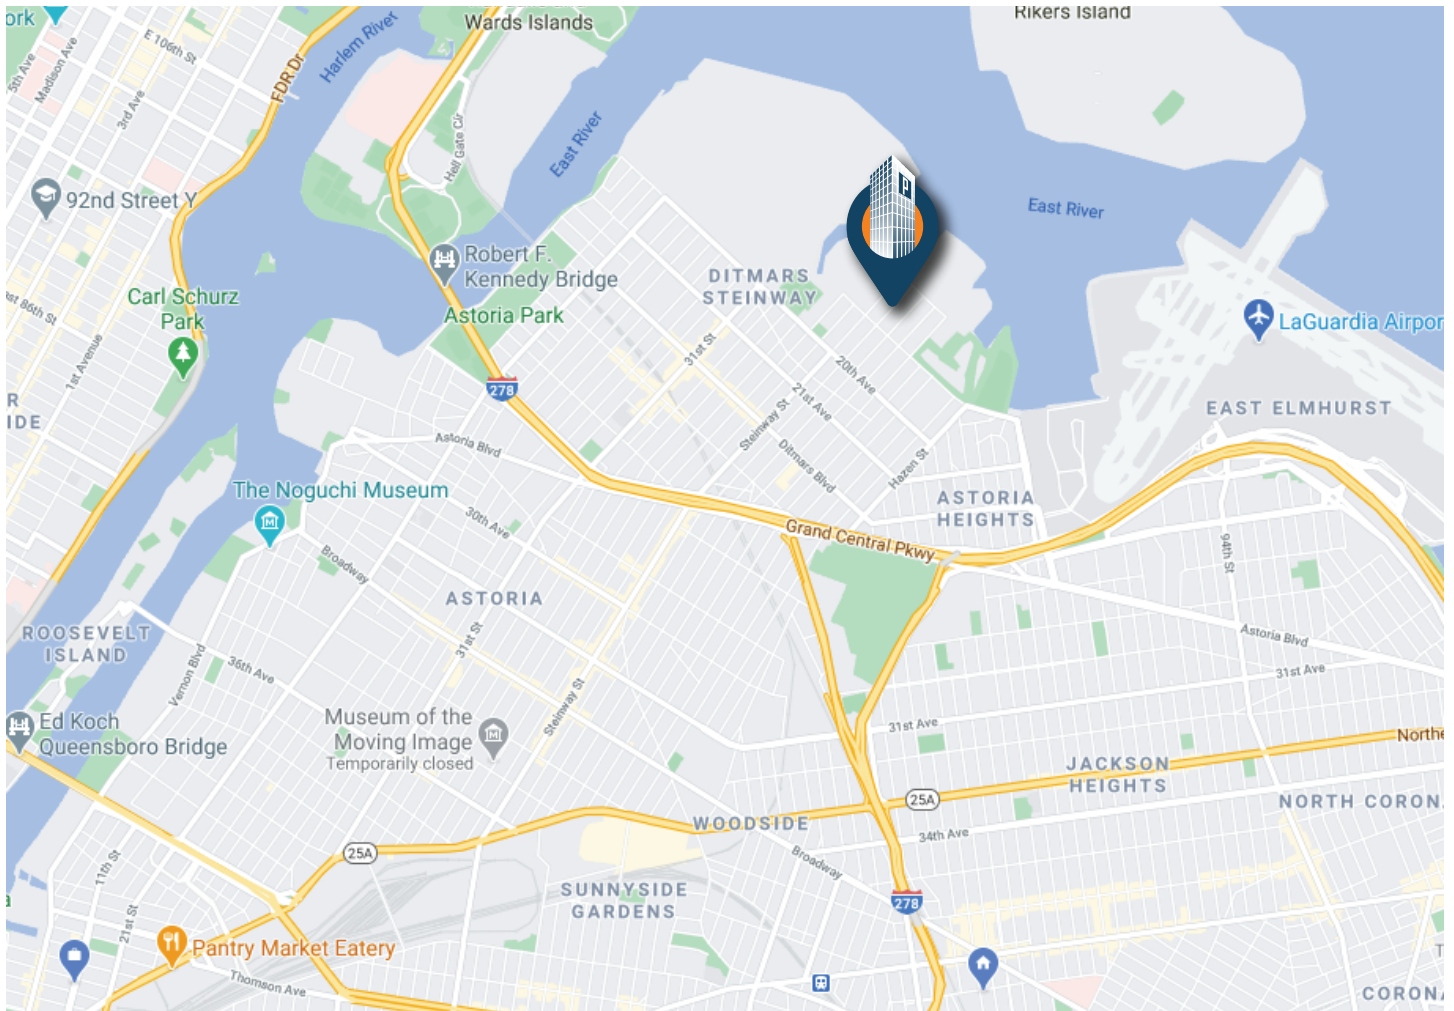 Wards Islands
Rikers Island
ork
E 106th St
5th Ave
Madison Ave
3rd Ave
FDR Dr
Harlem River
Hell Gate Cir
East River
92nd Street Y
East River
Robert F.
Kennedy Bridge
DITMARS
STEINWAY
Astoria Park
LaGuardia Airpor
Carl Schurz
Park
st 86th St
1st Avenue
31st St
20th Ave
21st Ave
278
R
IDE
EAST ELMHURST
Steinway St
Ditmars Blvd
Hazen St
Astoria Blvd
The Noguchi Museum
ASTORIA
HEIGHTS
30th Ave
Grand Central Pkwy
Broadway
94th St
ASTORIA
ROOSEVELT
ISLAND
31st St
Astoria Blvd
36th Ave
Vernon Blvd
31st Ave
Steinway St
Ed Koch
Queensboro Bridge
Museum of the
Moving Image
Temporarily closed
31st Ave
Northe
JACKSON
HEIGHTS
25A
NORTH CORONA
WOODSIDE
34th Ave
25A
Broadway
11th St
SUNNYSIDE
GARDENS
278
21st St
Pantry Market Eatery
Thomson Ave
CORONA